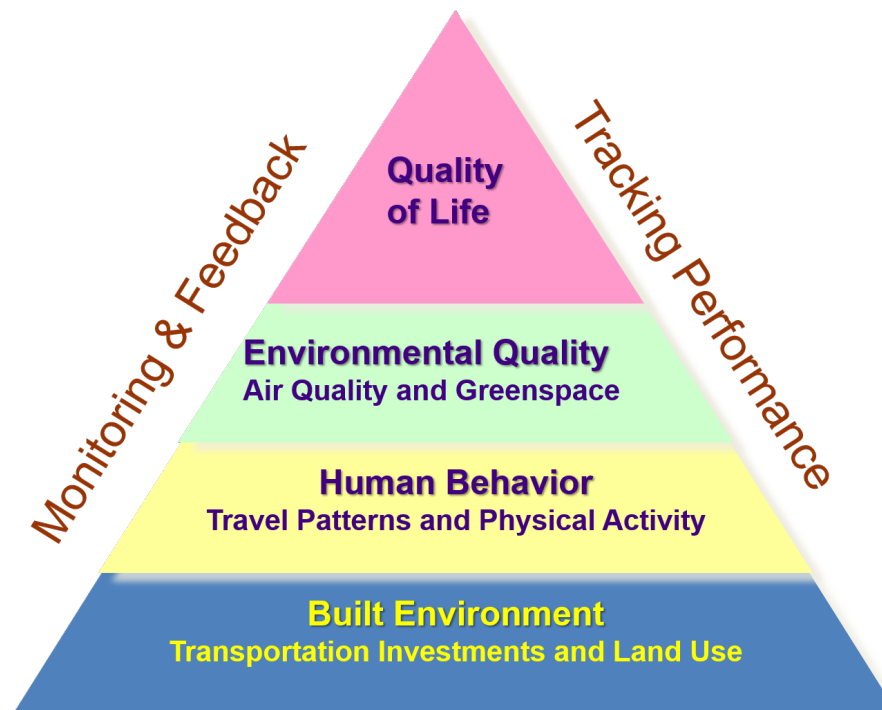 Monitoring & Feedback
Tracking Performance
Quality
of Life
Environmental Quality
Air Quality and Greenspace
Human Behavior
Travel Patterns and Physical Activity
Built Environment
Transportation Investments and Land Use